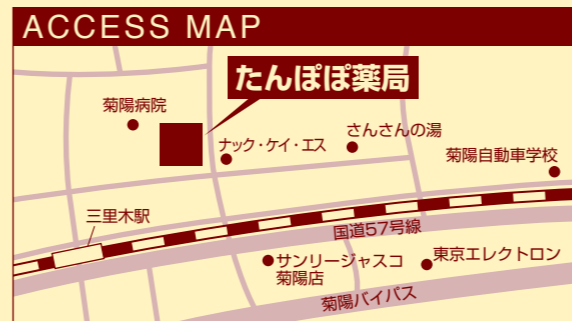 ACCESS MAP
たんぽぽ薬局
菊陽病院
ナック・ケイ・エス
さんさんの湯
菊陽自動車学校
三里木駅
国道57号線
サンリージャスコ
菊陽店
東京エレクトロン
菊陽バイパス